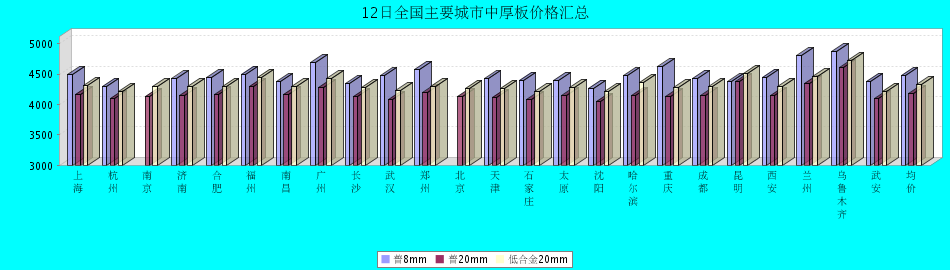 12日全国主要城市中厚板价格汇总
5000
4500
4000
3500
3000
上海
杭州
南京
济南
合肥
福州
南昌
广州
长沙
武汉
郑州
北京
天津
石家庄
太原
沈阳
哈尔滨
重庆
成都
昆明
西安
兰州
乌鲁木齐
武安
均价
普8mm 普20mm 低合金20mm